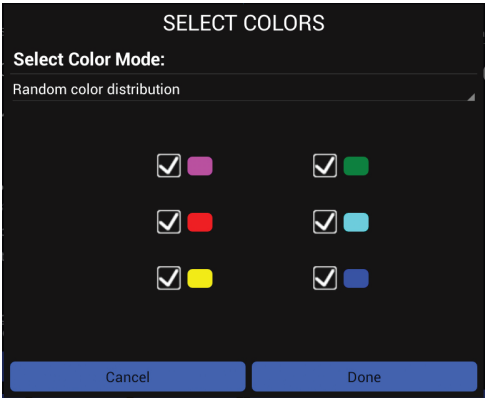 SELECT COLORS
Select Color Mode:
Random color distribution
Cancel
Done